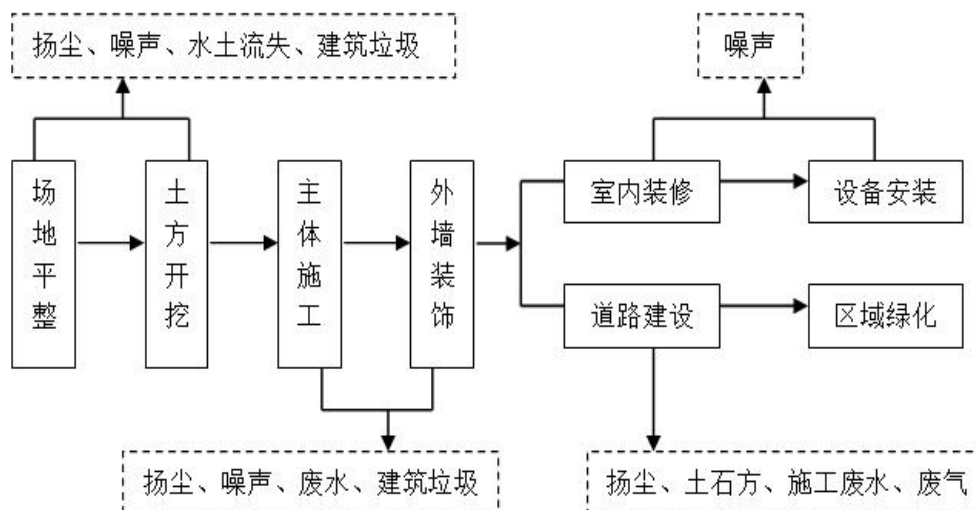 扬尘、噪声、水土流失、建筑垃圾
噪声
场地平整
土方开挖
主体施工
外墙装饰
室内装修
设备安装
道路建设
区域绿化
扬尘、噪声、废水、建筑垃圾
扬尘、土石方、施工废水、废气